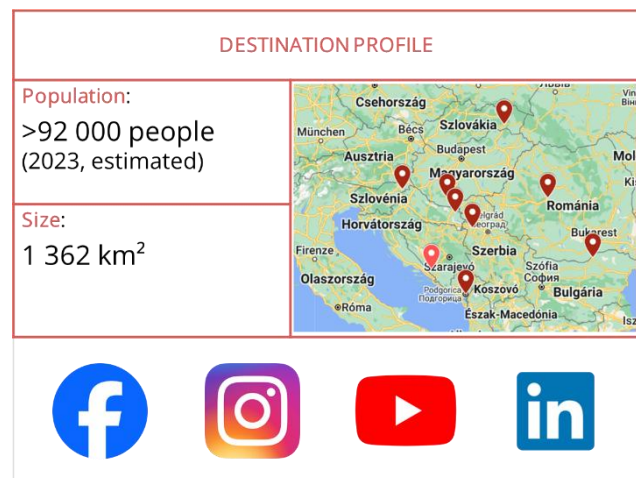 DESTINATION PROFILE
Population:
>92 000 people
(2023, estimated)
Size:
1 362 km²
Csehország
München
Bécs
Szlovákia
Budapest
Ausztria
Magyarország
Szlovénia
Románia
Horvátország
Bukarest
Firenze
Szerbia
Szarajevó
Szófia
София
Olaszország
Podgorica
Подгорица
Koszovó
Bulgária
Róma
Észak-Macedónia
in